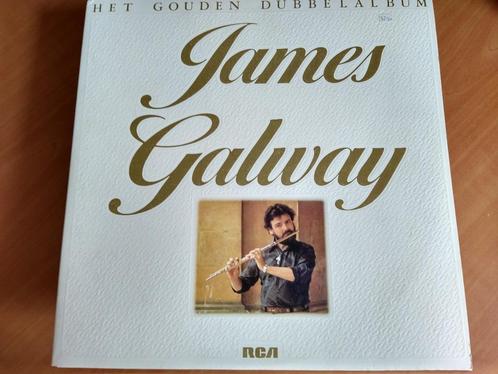 HET GOUDEN DUBBELALBUM
James
Galway
RCA